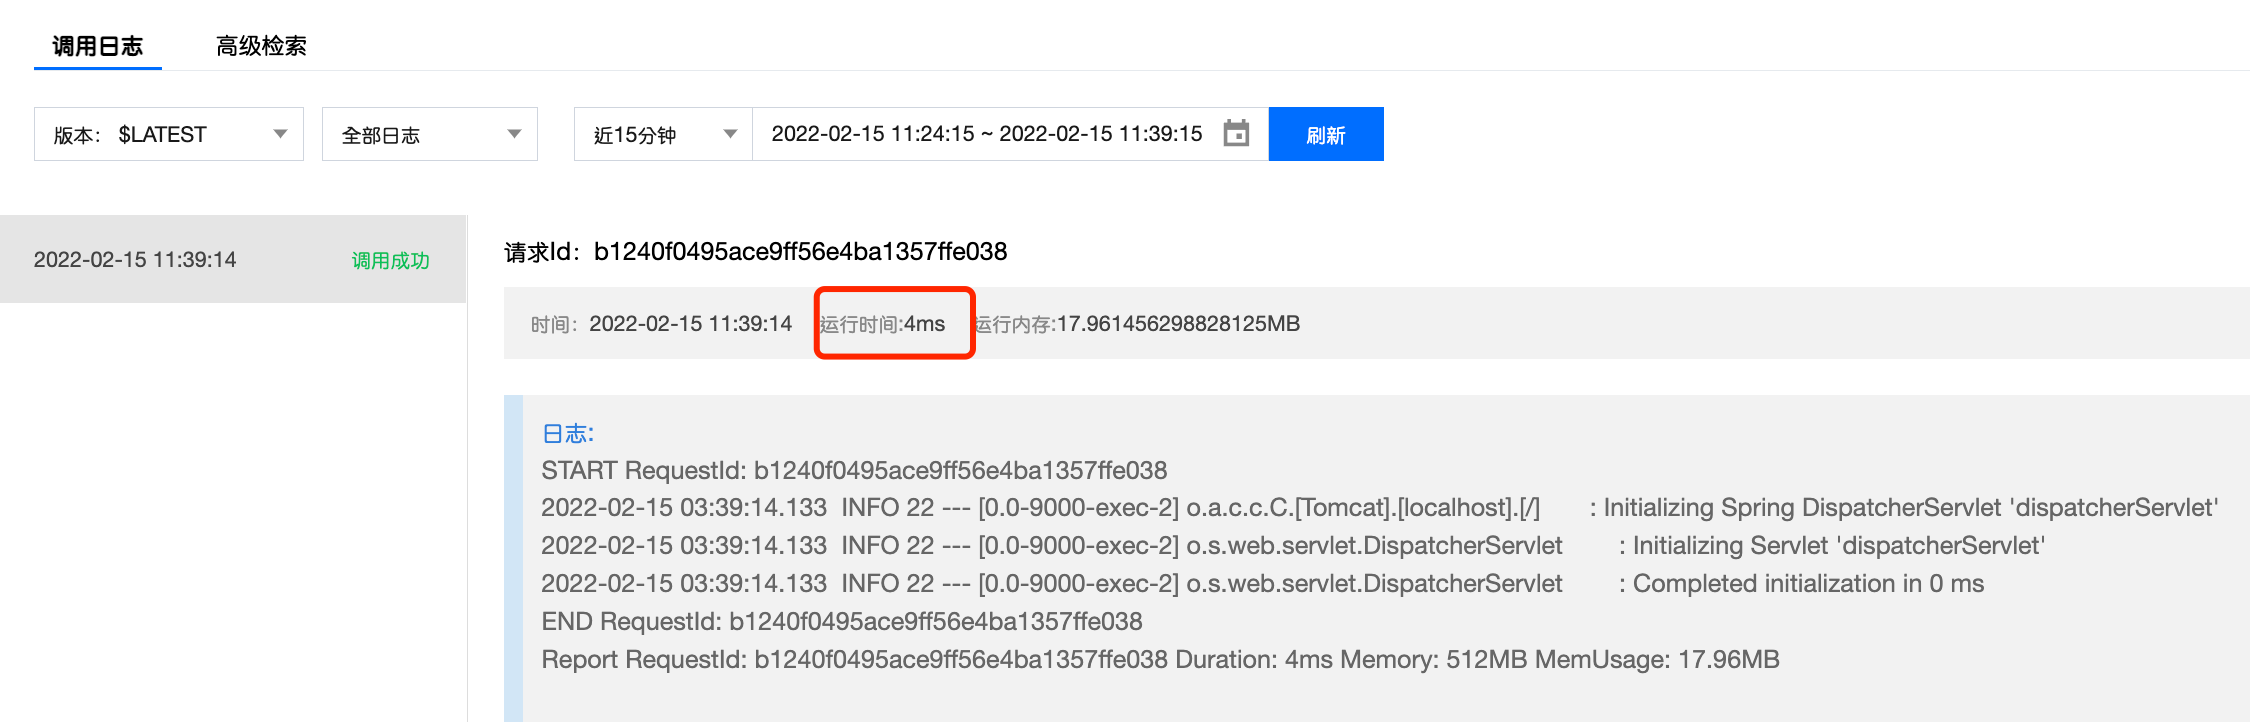 调用日志 高级检索
版本： $LATEST 全部日志 近15分钟 2022-02-15 11:24:15 ~ 2022-02-15 11:39:15 刷新
2022-02-15 11:39:14 调用成功
请求Id： b1240f0495ace9ff56e4ba1357ffe038
时间： 2022-02-15 11:39:14 运行时间:4ms 运行内存:17.961456298828125MB
日志:
START RequestId: b1240f0495ace9ff56e4ba1357ffe038
2022-02-15 03:39:14.133 INFO 22 --- [0.0-9000-exec-2] o.a.c.c.C.[Tomcat].[localhost].[/] : Initializing Spring DispatcherServlet 'dispatcherServlet'
2022-02-15 03:39:14.133 INFO 22 --- [0.0-9000-exec-2] o.s.web.servlet.DispatcherServlet : Initializing Servlet 'dispatcherServlet'
2022-02-15 03:39:14.133 INFO 22 --- [0.0-9000-exec-2] o.s.web.servlet.DispatcherServlet : Completed initialization in 0 ms
END RequestId: b1240f0495ace9ff56e4ba1357ffe038
Report RequestId: b1240f0495ace9ff56e4ba1357ffe038 Duration: 4ms Memory: 512MB MemUsage: 17.96MB